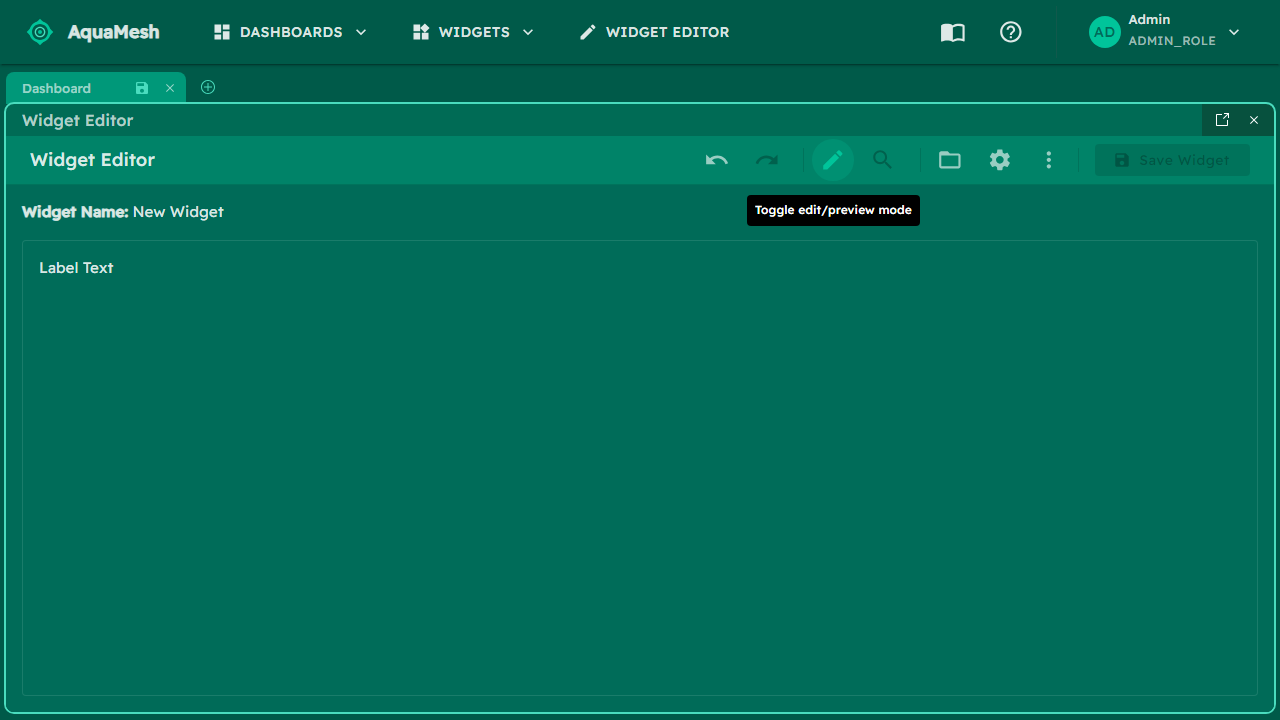 AquaMesh
DASHBOARDS
WIDGETS
WIDGET EDITOR
AD
Admin
ADMIN_ROLE
Dashboard
Widget Editor
Widget Editor
Save Widget
Toggle edit/preview mode
Widget Name: New Widget
Label Text